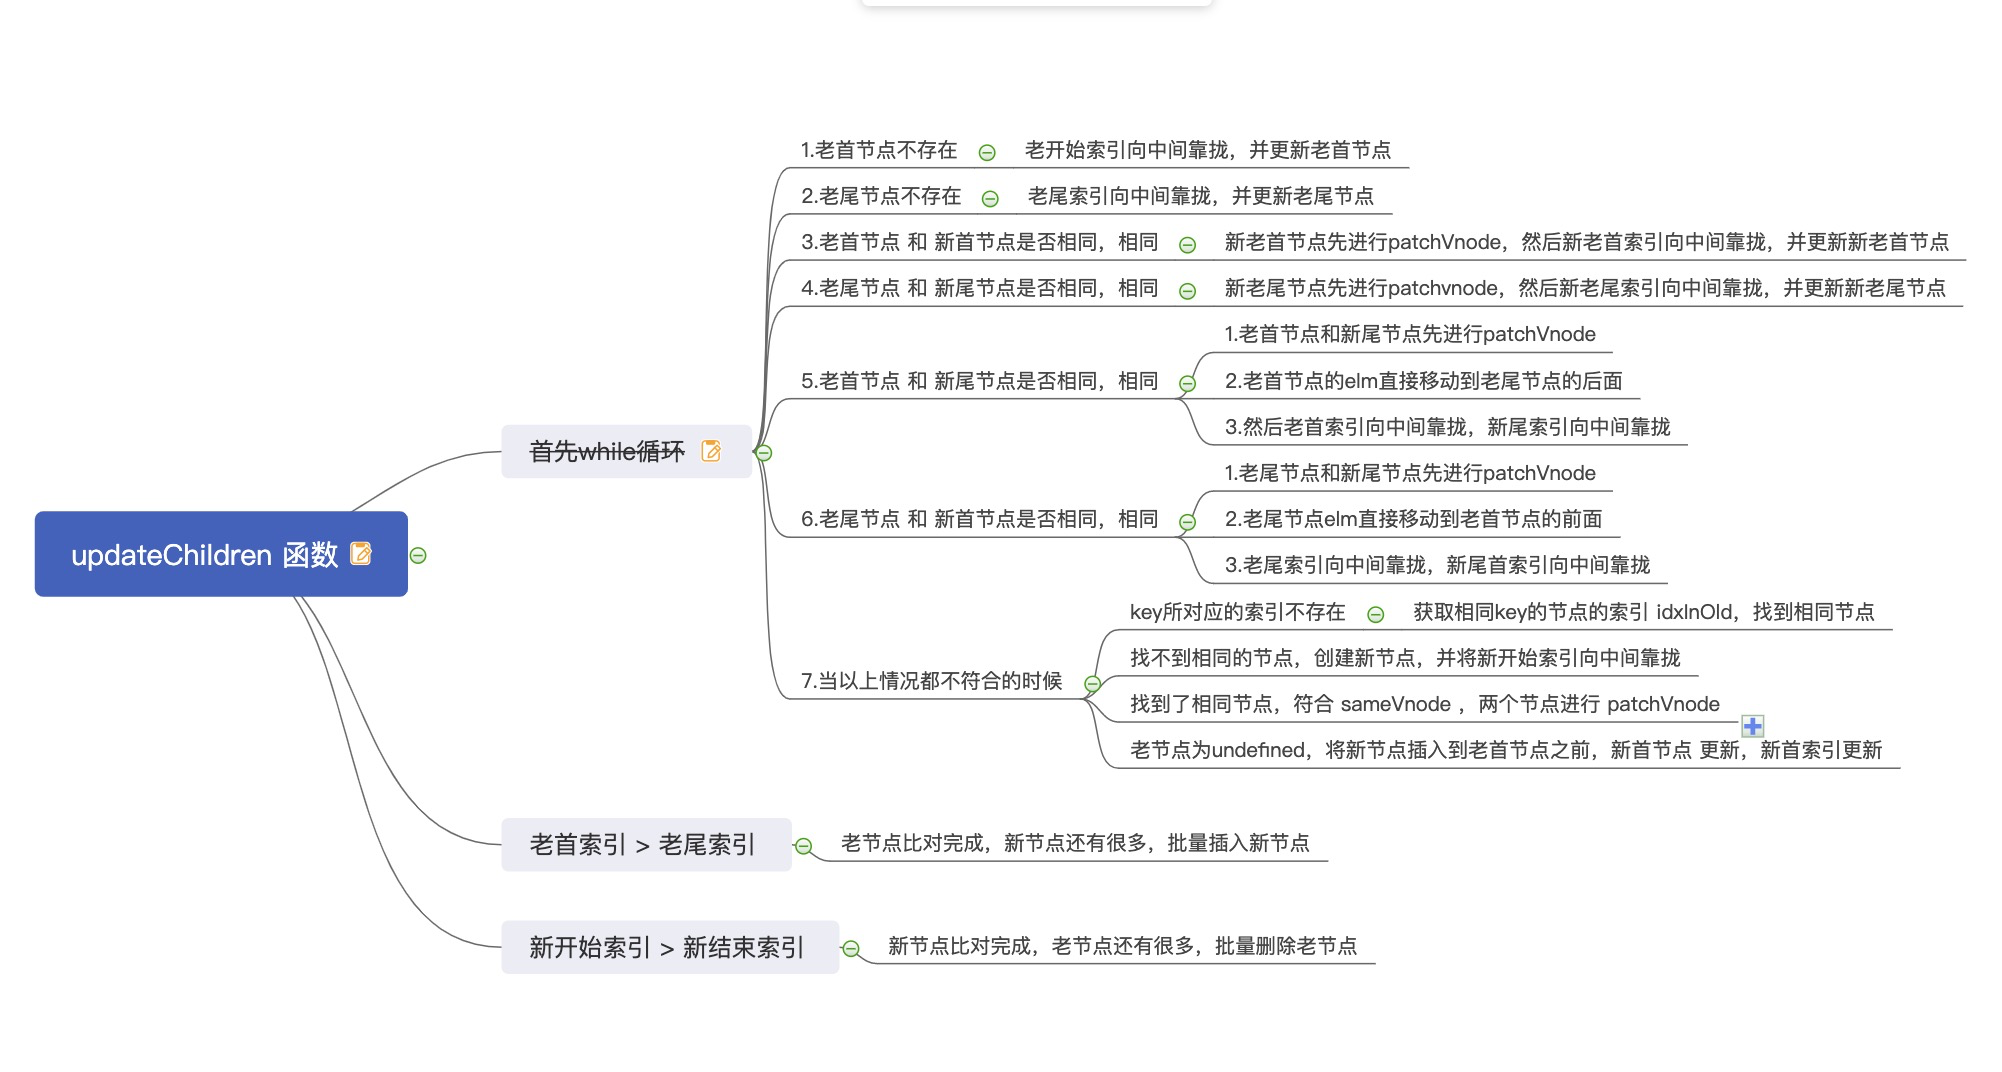 updateChildren 函数
首先while循环
1.老首节点不存在
老开始索引向中间靠拢，并更新老首节点
2.老尾节点不存在
老尾索引向中间靠拢，并更新老尾节点
3.老首节点 和 新首节点是否相同，相同
新老首节点先进行patchVnode，然后新老首索引向中间靠拢，并更新新老首节点
4.老尾节点 和 新尾节点是否相同，相同
新老尾节点先进行patchvnode，然后新老尾索引向中间靠拢，并更新新老尾节点
5.老首节点 和 新尾节点是否相同，相同
1.老首节点和新尾节点先进行patchVnode
2.老首节点的elm直接移动到老尾节点的后面
3.然后老首索引向中间靠拢，新尾索引向中间靠拢
6.老尾节点 和 新首节点是否相同，相同
1.老尾节点和新尾节点先进行patchVnode
2.老尾节点elm直接移动到老首节点的前面
3.老尾索引向中间靠拢，新尾首索引向中间靠拢
7.当以上情况都不符合的时候
key所对应的索引不存在
获取相同key的节点的索引 idxInOld，找到相同节点
找不到相同的节点，创建新节点，并将新开始索引向中间靠拢
找到了相同节点，符合 sameVnode ，两个节点进行 patchVnode
老节点为undefined，将新节点插入到老首节点之前，新首节点 更新，新首索引更新
老首索引 > 老尾索引
老节点比对完成，新节点还有很多，批量插入新节点
新开始索引 > 新结束索引
新节点比对完成，老节点还有很多，批量删除老节点